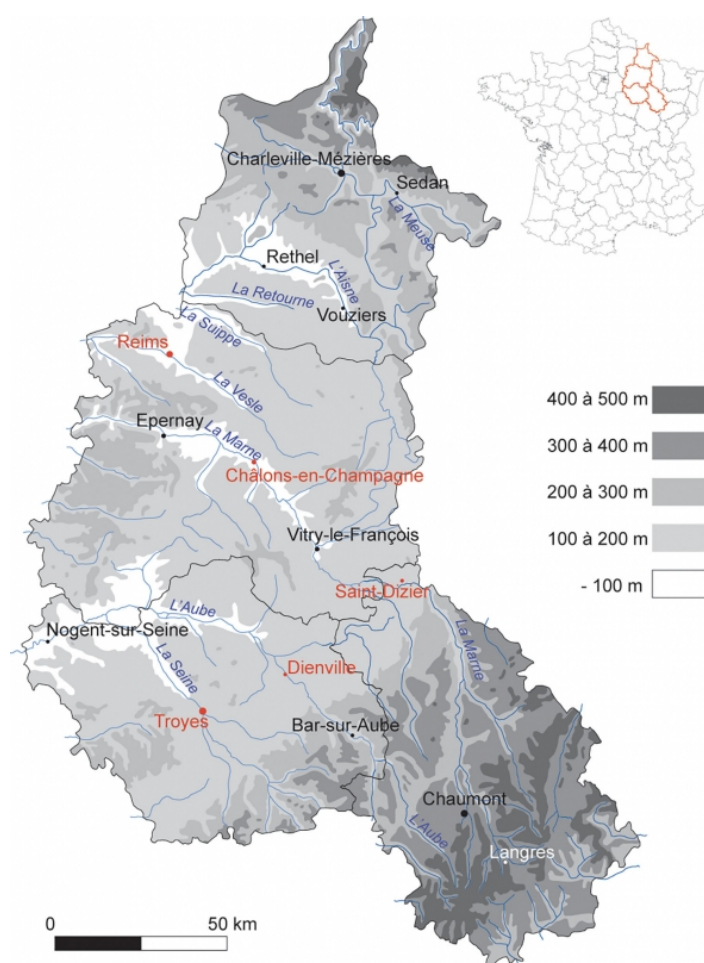 Charleville-Mézières
Sedan
La Meuse
Rethel
L'Aisne
La Retourne
Vouziers
La Suippe
Reims
La Vesle
400 à 500 m
Epernay
La Marne
300 à 400 m
Châlons-en-Champagne
200 à 300 m
Vitry-le-François
100 à 200 m
Saint-Dizier
- 100 m
L'Aube
Nogent-sur-Seine
La Marne
La Seine
Dienville
Troyes
Bar-sur-Aube
Chaumont
L'Aube
Langres
0
50 km